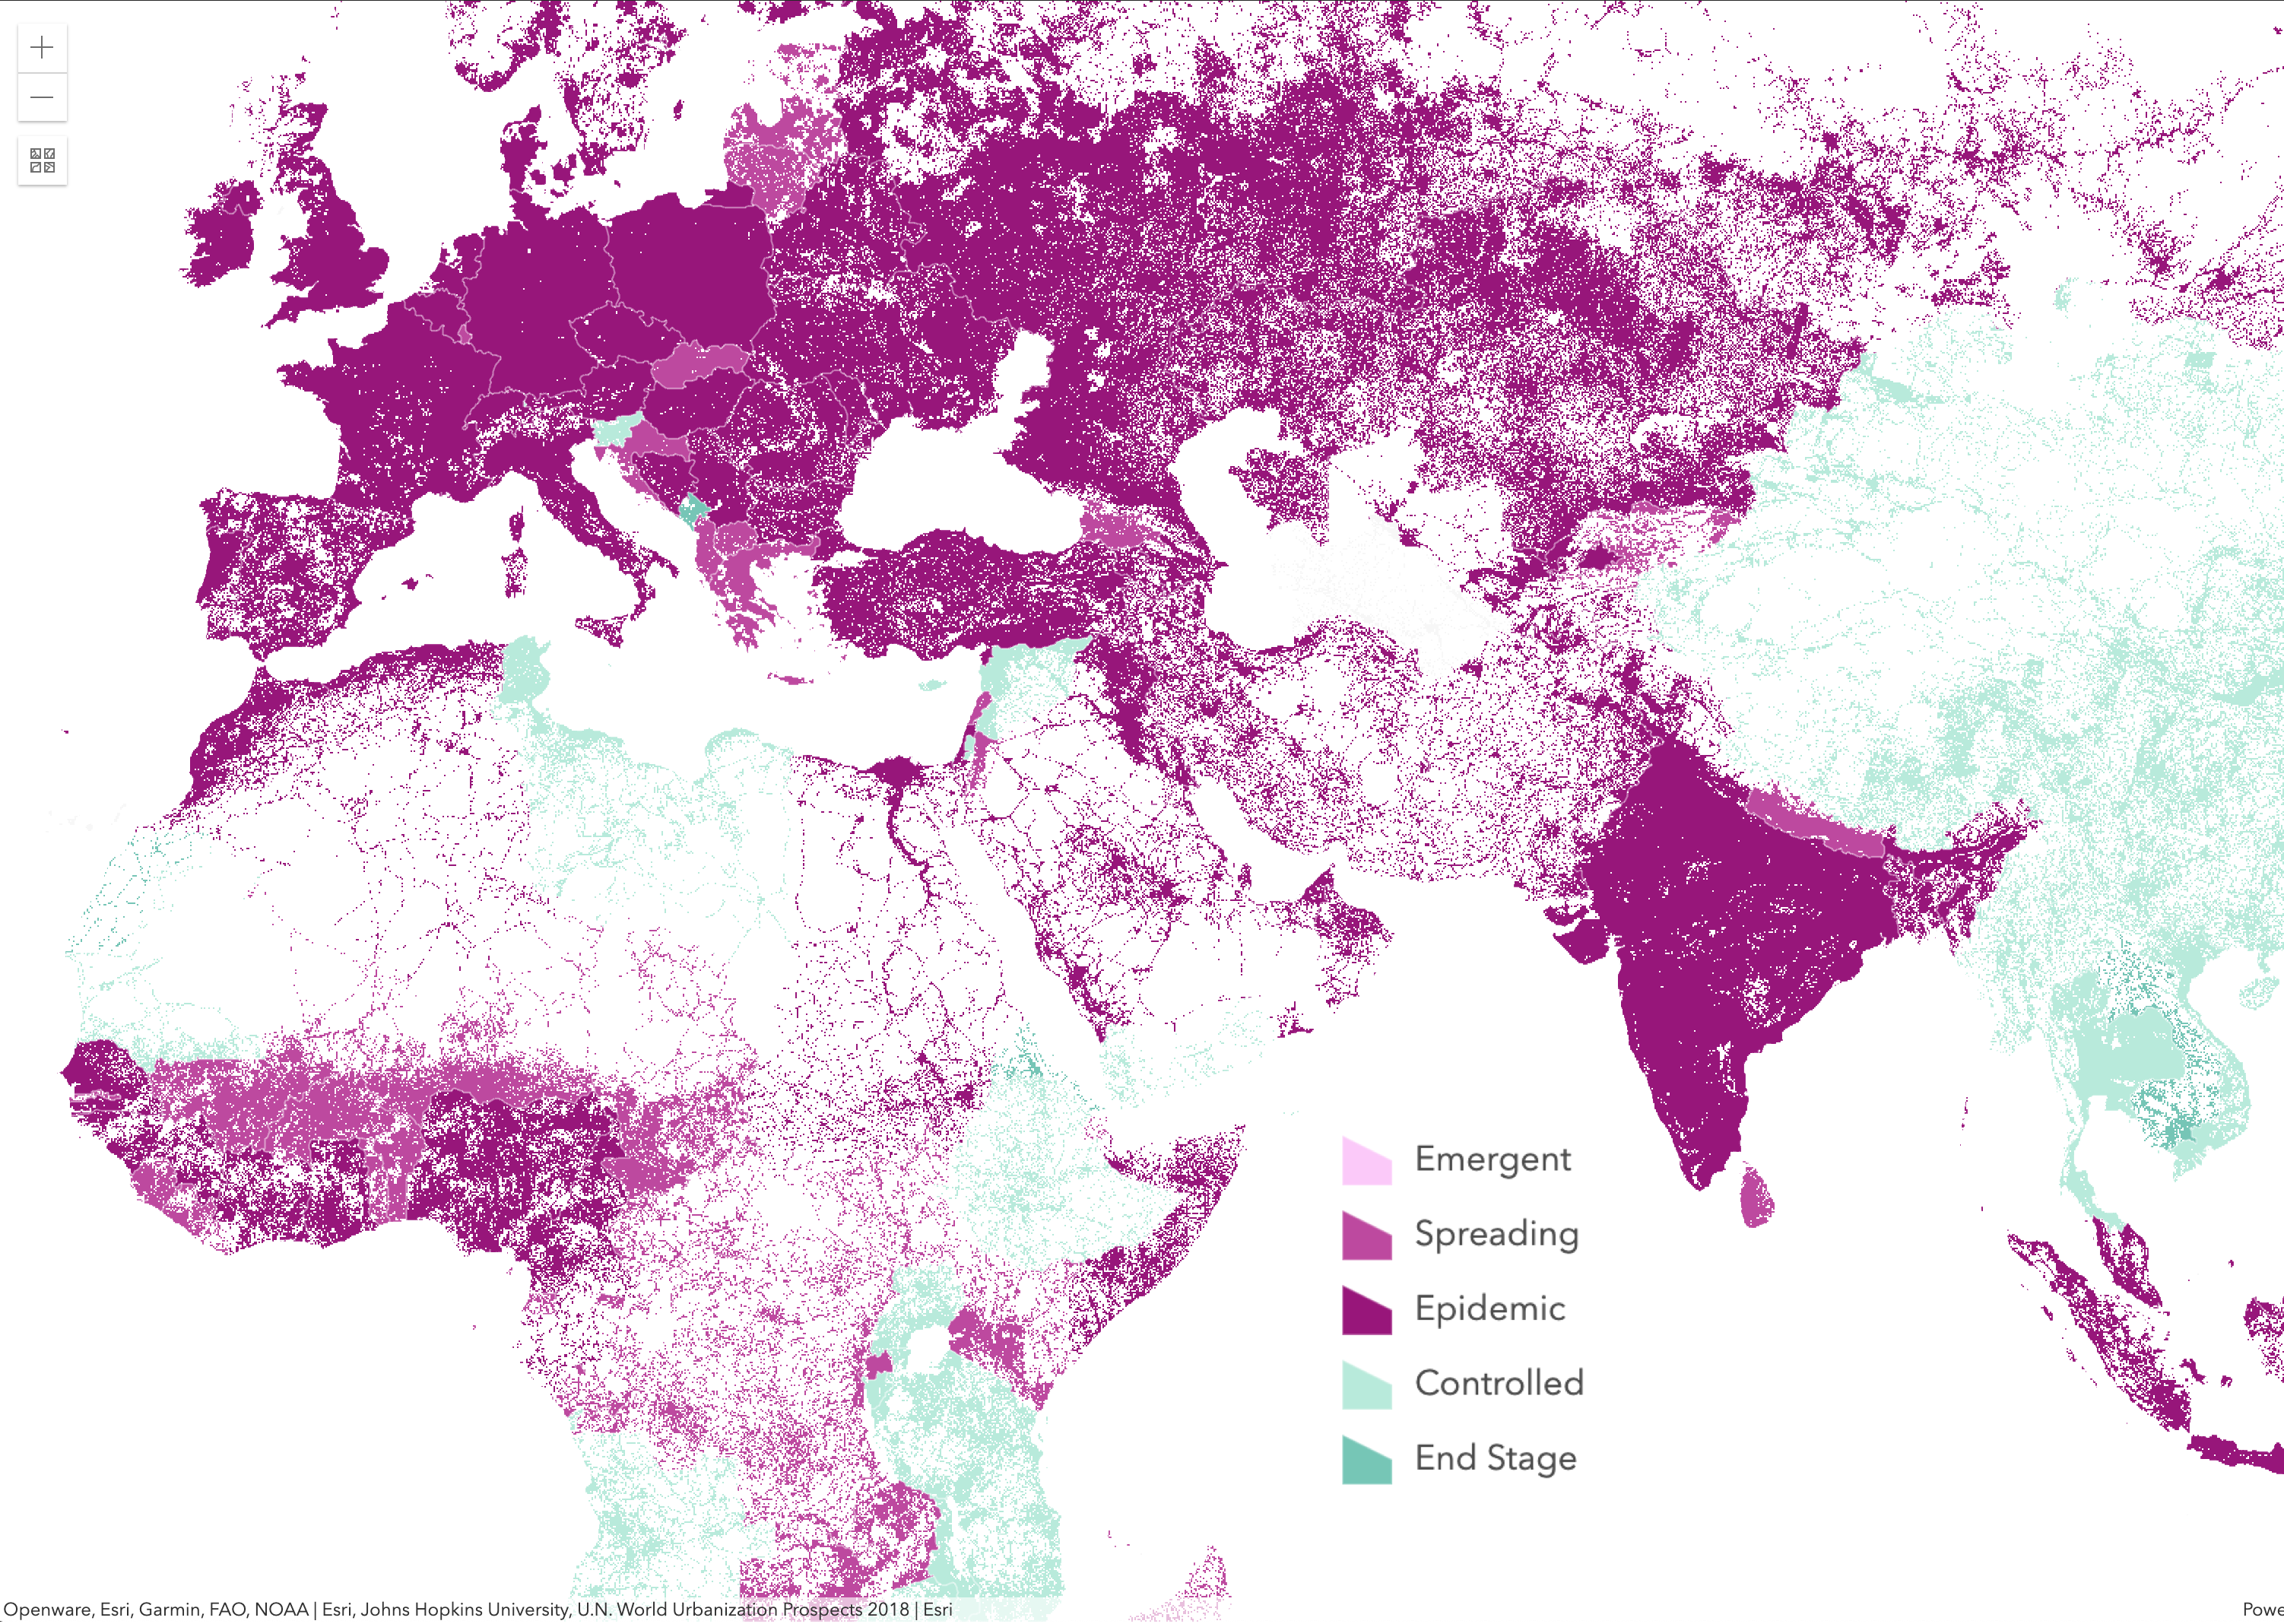 Emergent
Spreading
Epidemic
Controlled
End Stage
Openware, Esri, Garmin, FAO, NOAA | Esri, Johns Hopkins University, U.N. World Urbanization Prospects 2018 | Esri
Powe